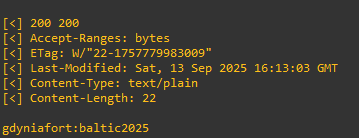 [<] 200 200
[<] Accept-Ranges: bytes
[<] ETag: W/"22-1757779983009"
[<] Last-Modified: Sat, 13 Sep 2025 16:13:03 GMT
[<] Content-Type: text/plain
[<] Content-Length: 22
gdyniafort:baltic2025